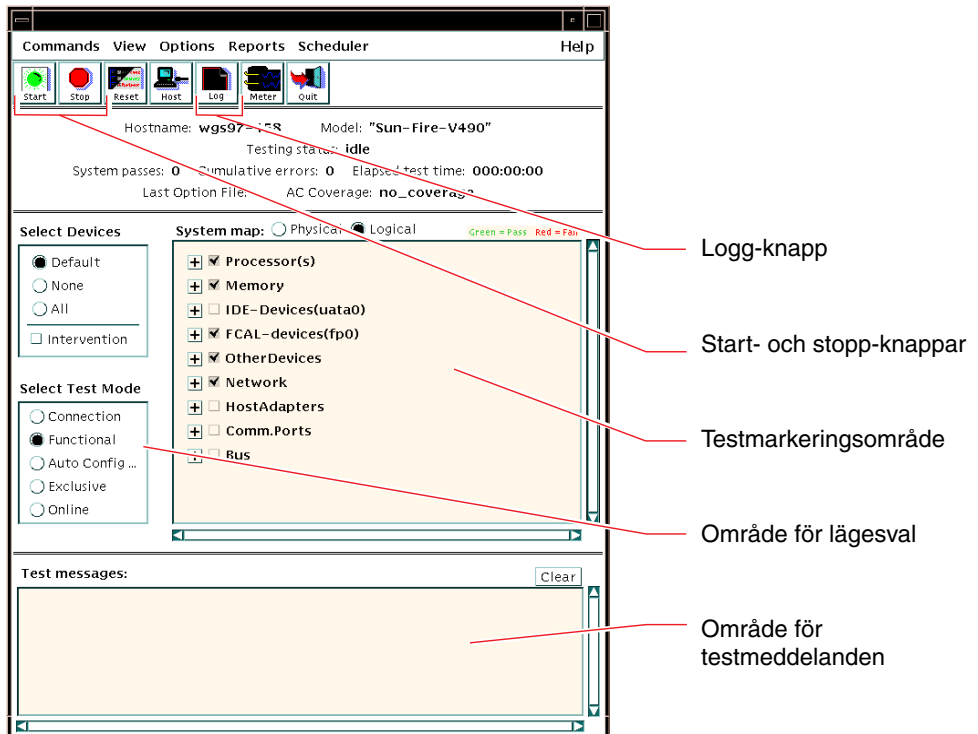 Commands View Options Reports Scheduler Help
Start Stop Reset Host Log Meter Quit
Hostname: wgs97-158 Model: "Sun-Fire-V490"
Testing status: idle
System passes: 0 Cumulative errors: 0 Elapsed test time: 000:00:00
Last Option File: AC Coverage: no_coverage
Select Devices
Default
None
All
Intervention
System map: Physical Logical Green = Pass Red = Fail
Processor(s)
Memory
IDE-Devices(uata0)
FCAL-devices(fp0)
OtherDevices
Network
HostAdapters
Comm.Ports
Bus
Select Test Mode
Connection
Functional
Auto Config ...
Exclusive
Online
Test messages: Clear
Logg-knapp
Start- och stopp-knappar
Testmarkeringsområde
Område för lägesval
Område för
testmeddelanden